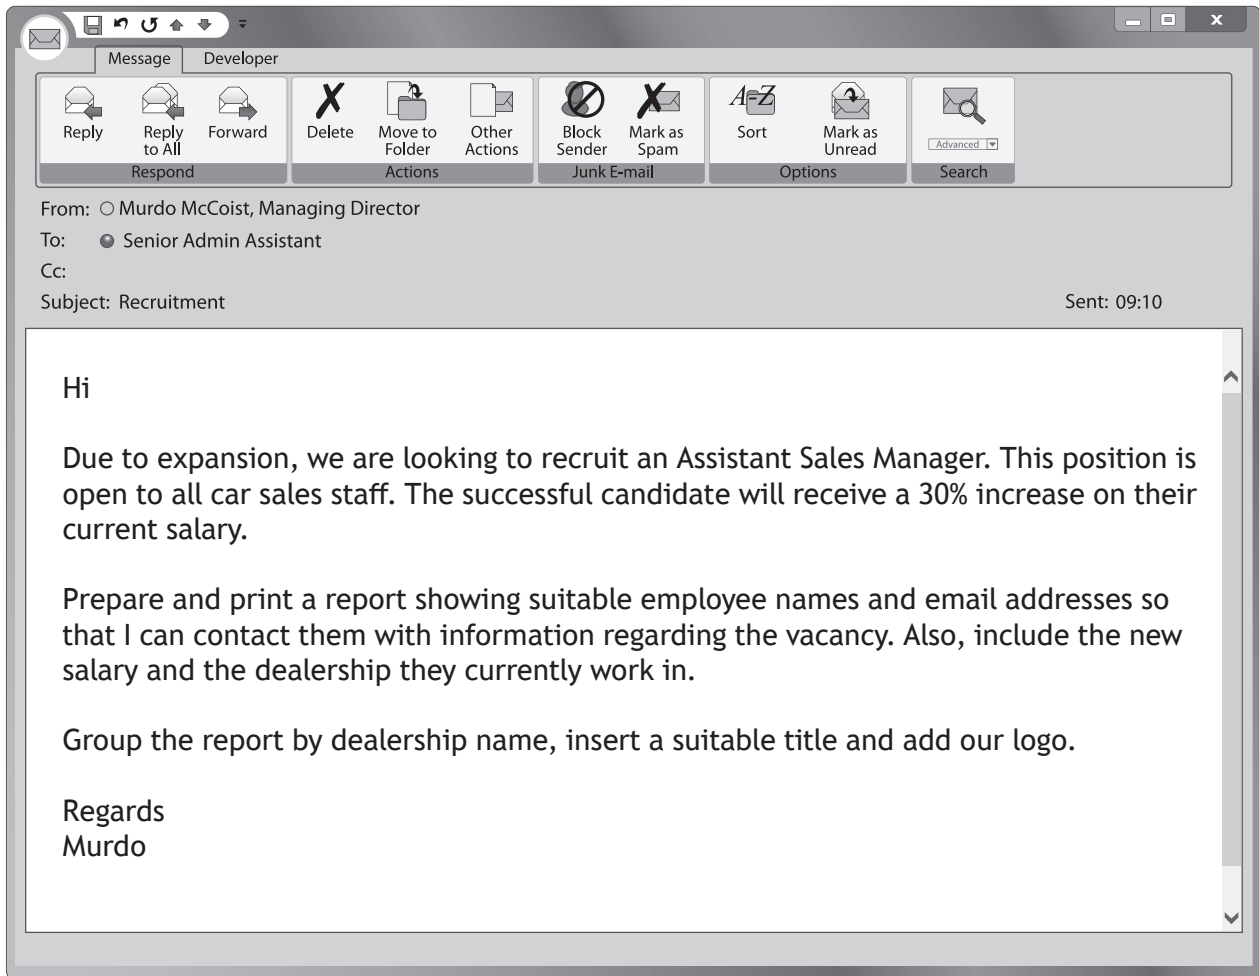 X
Message Developer
Reply
Reply to All
Forward
Delete
Move to Folder
Other Actions
Block Sender
Mark as Spam
A-Z
Sort
Mark as Unread
Advanced
Respond
Actions
Junk E-mail
Options
Search
From: Murdo McCoist, Managing Director
To: Senior Admin Assistant
Cc:
Subject: Recruitment Sent: 09:10
Hi
Due to expansion, we are looking to recruit an Assistant Sales Manager. This position is
open to all car sales staff. The successful candidate will receive a 30% increase on their
current salary.
Prepare and print a report showing suitable employee names and email addresses so
that I can contact them with information regarding the vacancy. Also, include the new
salary and the dealership they currently work in.
Group the report by dealership name, insert a suitable title and add our logo.
Regards
Murdo